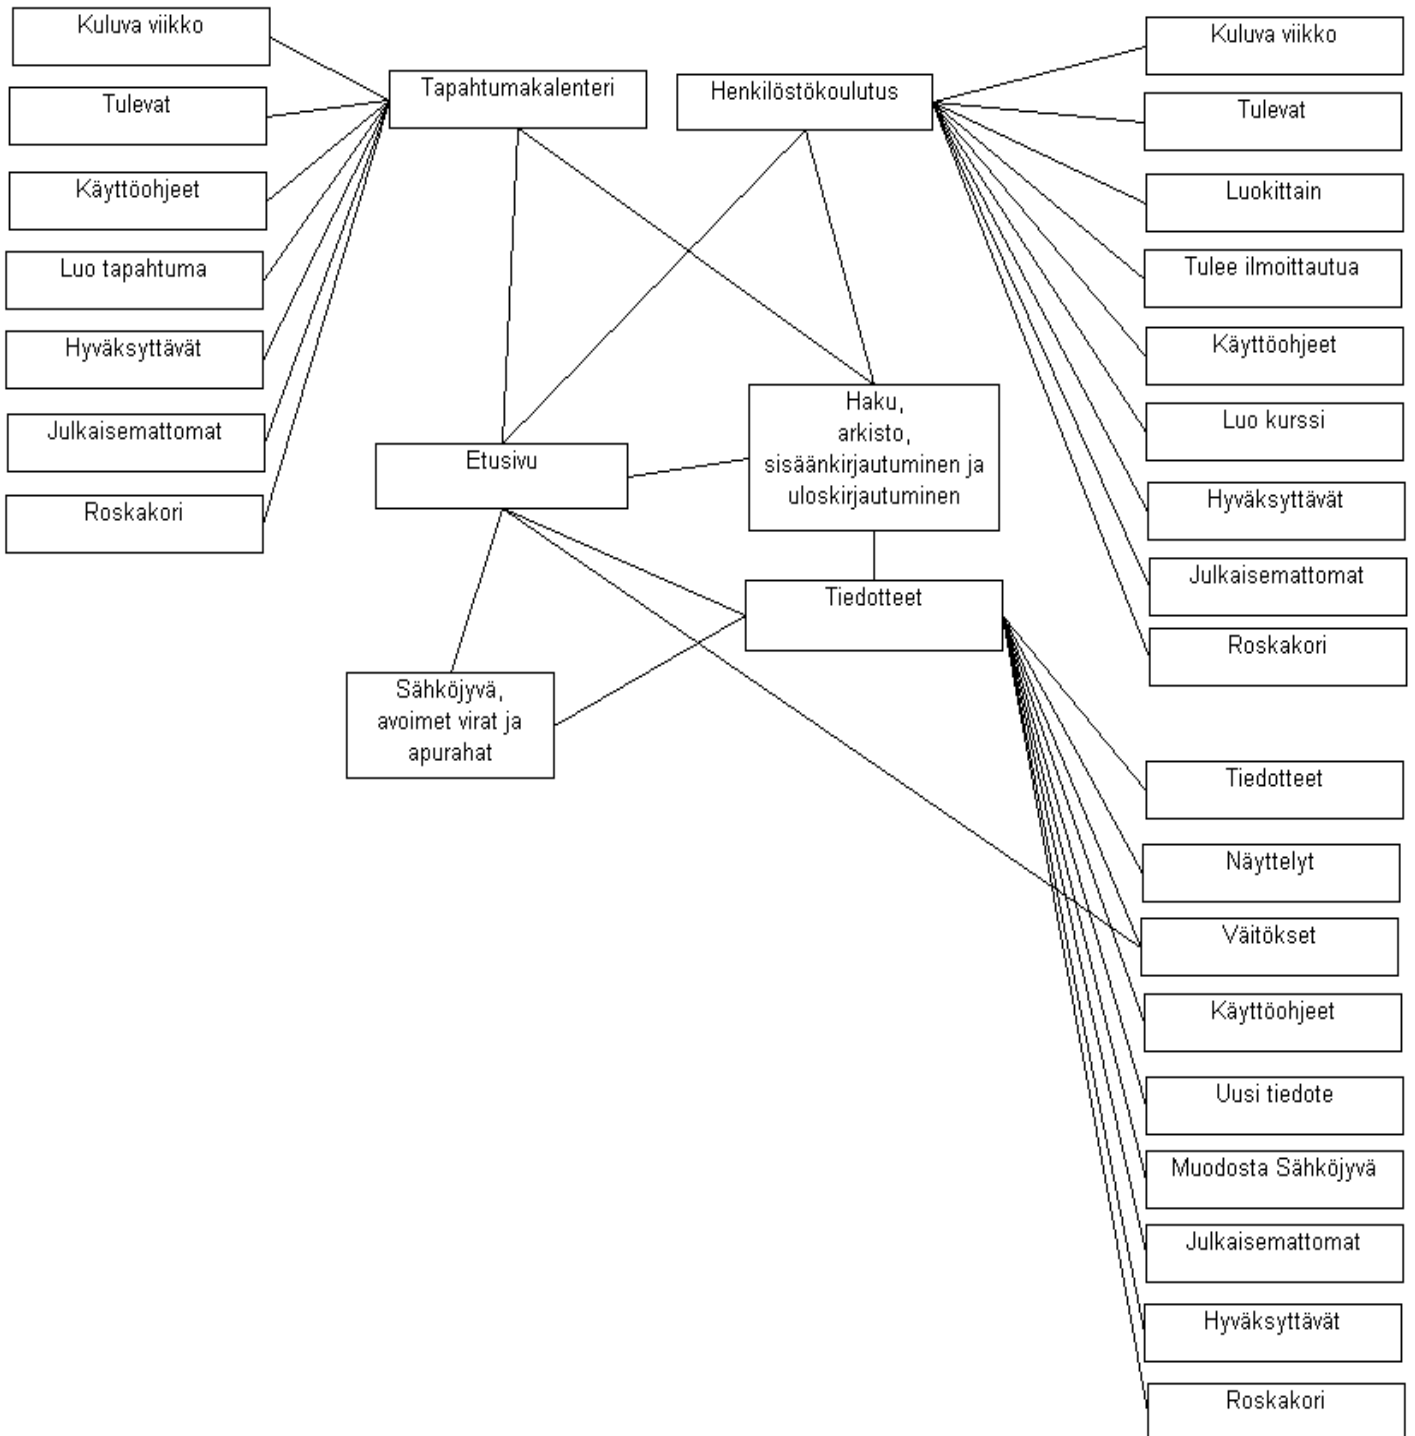 Kuluva viikko
Tulevat
Käyttöohjeet
Luo tapahtuma
Hyväksyttävät
Julkaisemattomat
Roskakori
Tapahtumakalenteri
Henkilöstökoulutus
Etusivu
Haku,
arkisto,
sisäänkirjautuminen ja
uloskirjautuminen
Tiedotteet
Sähköjyvä,
avoimet virat ja
apurahat
Kuluva viikko
Tulevat
Luokittain
Tulee ilmoittautua
Käyttöohjeet
Luo kurssi
Hyväksyttävät
Julkaisemattomat
Roskakori
Tiedotteet
Näyttelyt
Väitökset
Käyttöohjeet
Uusi tiedote
Muodosta Sähköjyvä
Julkaisemattomat
Hyväksyttävät
Roskakori